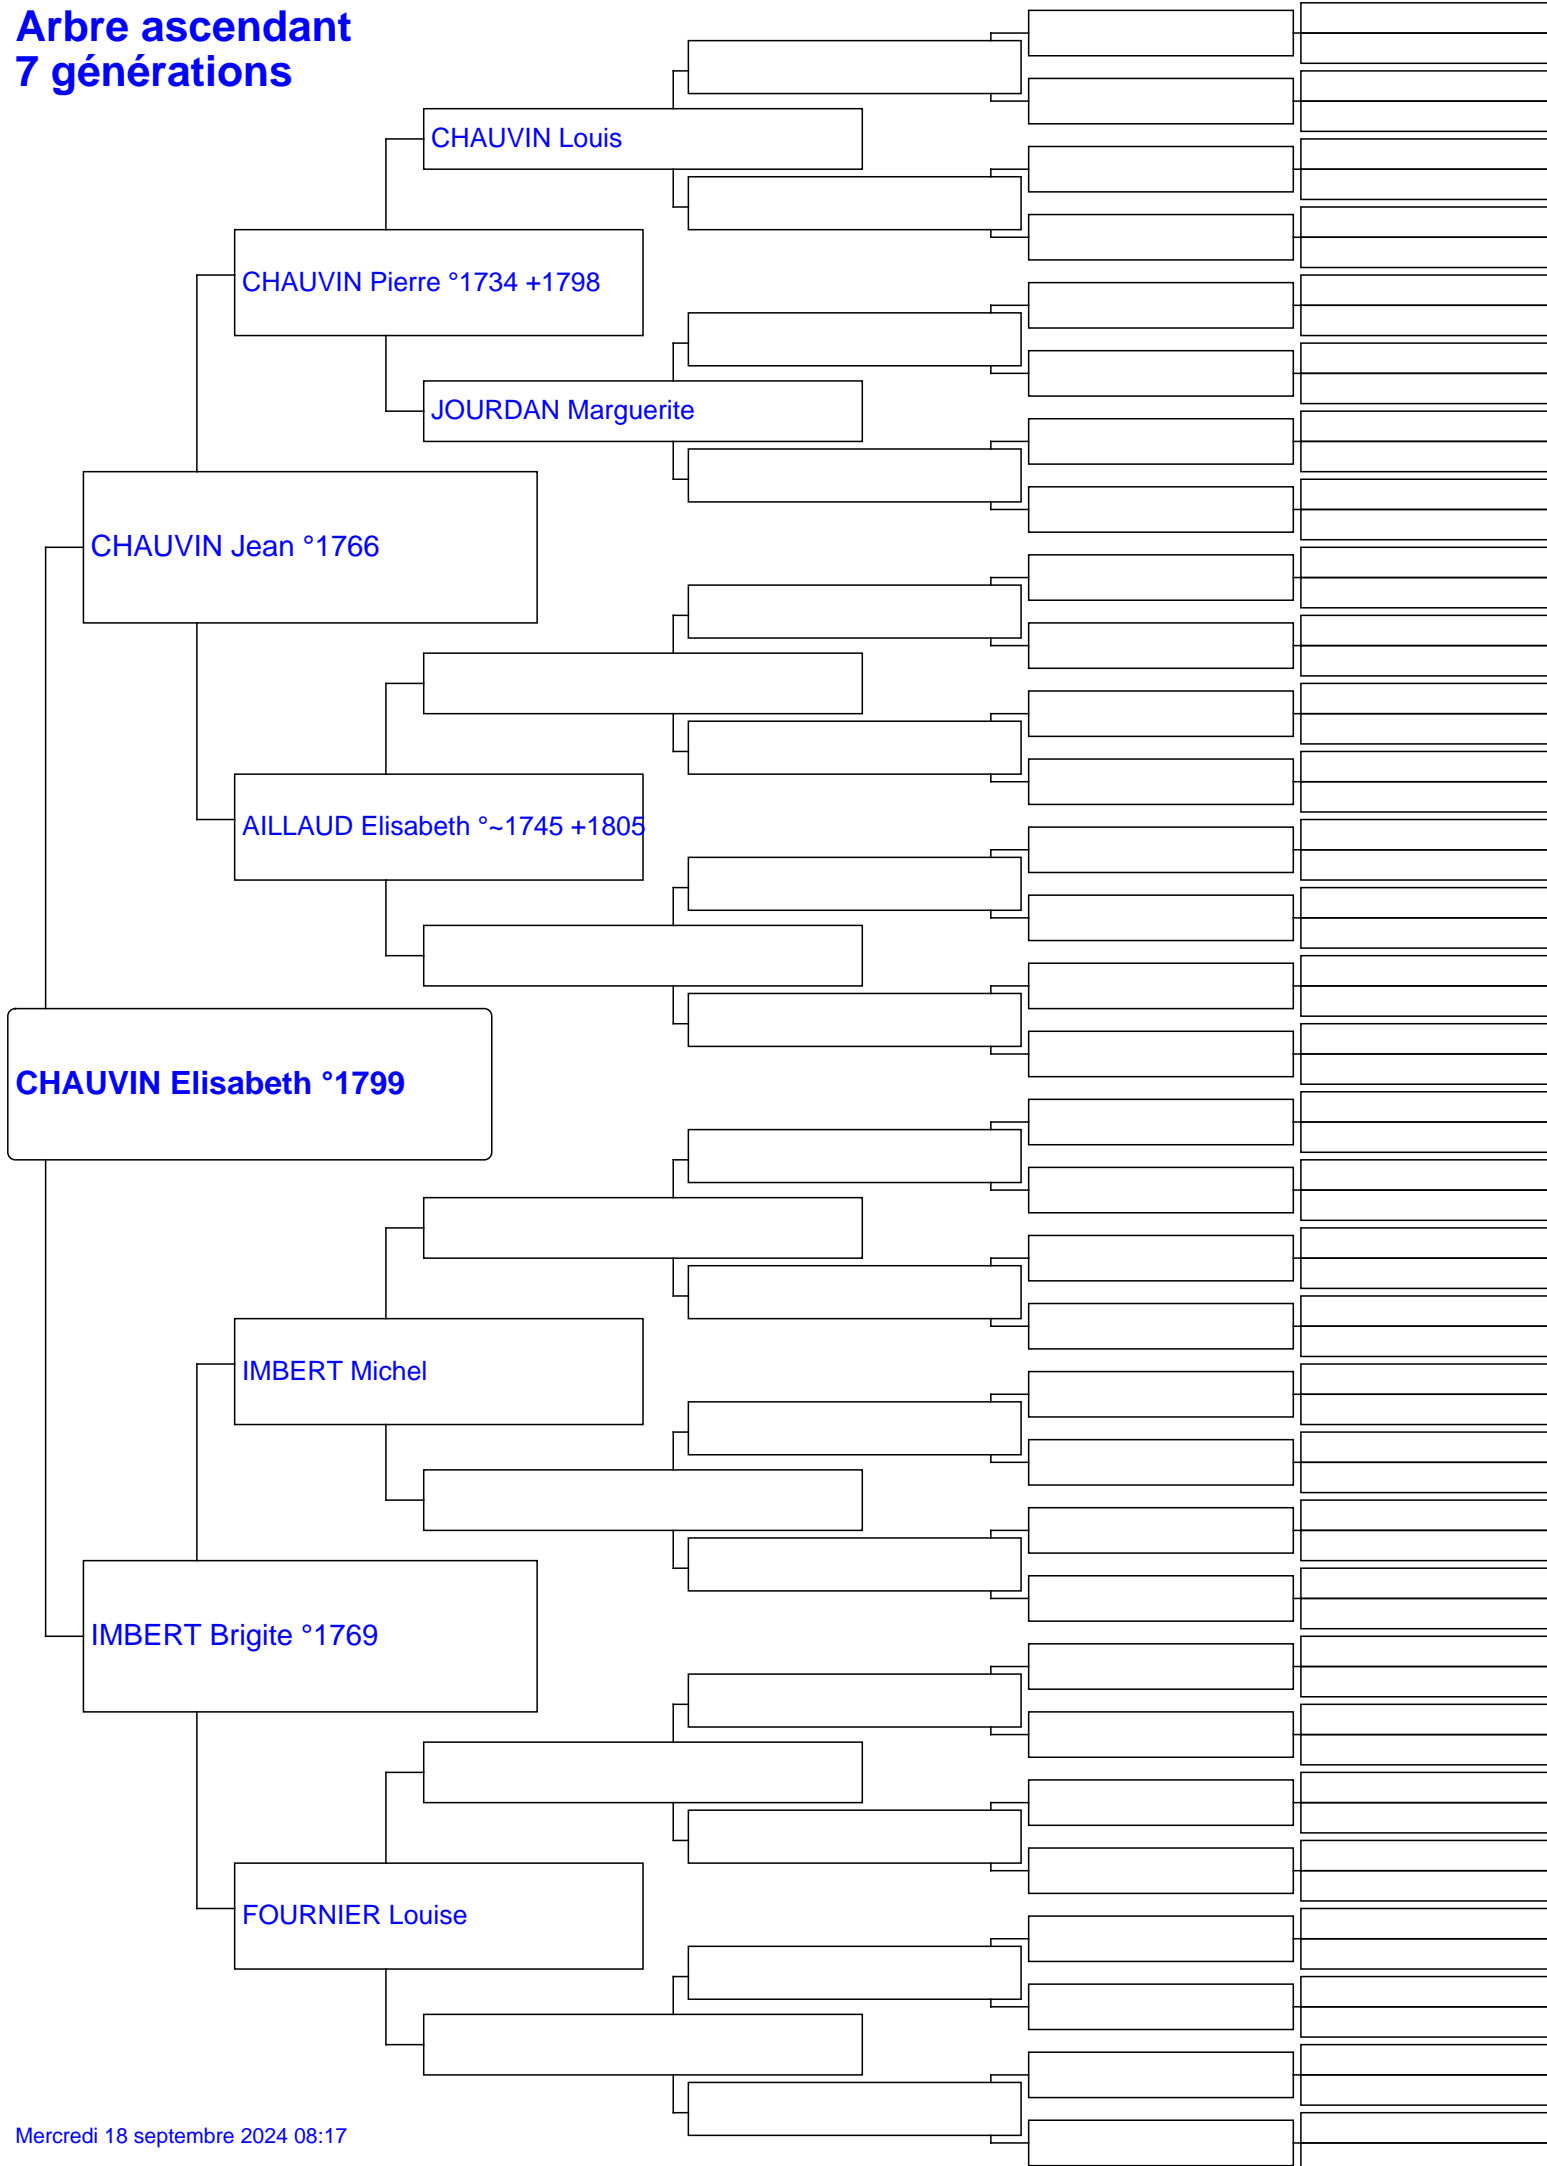 Arbre ascendant
7 générations
CHAUVIN Louis
CHAUVIN Pierre °1734 +1798
JOURDAN Marguerite
CHAUVIN Jean °1766
AILLAUD Elisabeth °~1745 +1805
CHAUVIN Elisabeth °1799
IMBERT Michel
IMBERT Brigite °1769
FOURNIER Louise
Mercredi 18 septembre 2024 08:17